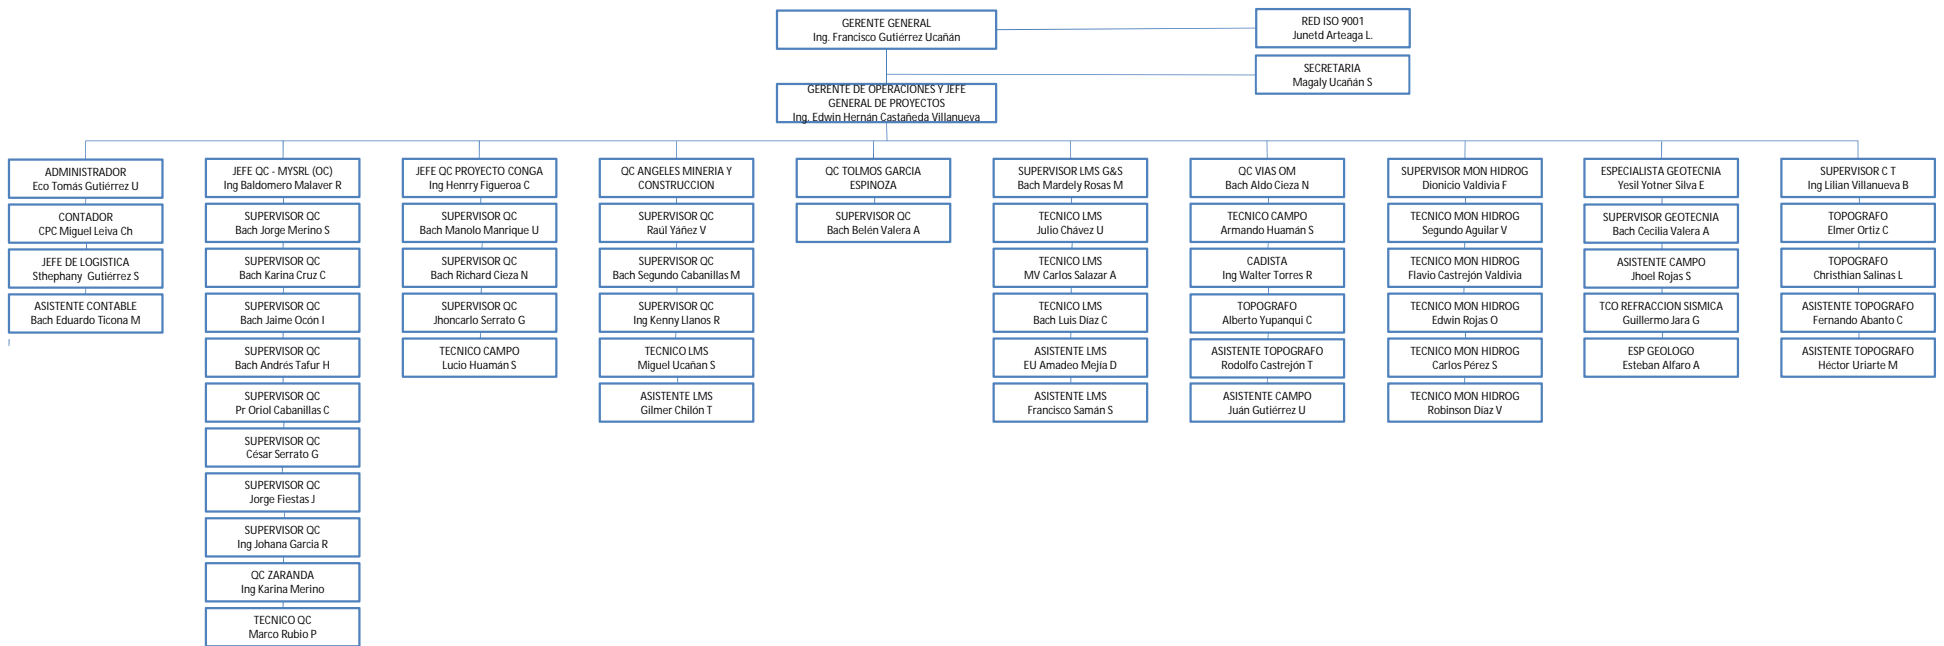 GERENTE GENERAL
Ing. Francisco Gutiérrez Ucañán
RED ISO 9001
Junetd Arteaga L.
SECRETARIA
Magaly Ucañán S
GERENTE DE OPERACIONES Y JEFE
GENERAL DE PROYECTOS
Ing. Edwin Hernán Castañeda Villanueva
ADMINISTRADOR
Eco Tomás Gutiérrez U
CONTADOR
CPC Miguel Leiva Ch
JEFE DE LOGISTICA
Sthephany Gutiérrez S
ASISTENTE CONTABLE
Bach Eduardo Ticona M
JEFE QC - MYSRL (OC)
Ing Baldomero Malaver R
SUPERVISOR QC
Bach Jorge Merino S
SUPERVISOR QC
Bach Karina Cruz C
SUPERVISOR QC
Bach Jaime Ocón I
SUPERVISOR QC
Bach Andrés Tafur H
SUPERVISOR QC
Pr Oriol Cabanillas C
SUPERVISOR QC
César Serrato G
SUPERVISOR QC
Jorge Fiestas J
SUPERVISOR QC
Ing Johana Garcia R
QC ZARANDA
Ing Karina Merino
TECNICO QC
Marco Rubio P
JEFE QC PROYECTO CONGA
Ing Henrry Figueroa C
SUPERVISOR QC
Bach Manolo Manrique U
SUPERVISOR QC
Bach Richard Cieza N
SUPERVISOR QC
Jhoncarlo Serrato G
TECNICO CAMPO
Lucio Huamán S
QC ANGELES MINERIA Y
CONSTRUCCION
SUPERVISOR QC
Raúl Yáñez V
SUPERVISOR QC
Bach Segundo Cabanillas M
SUPERVISOR QC
Ing Kenny Llanos R
TECNICO LMS
Miguel Ucañan S
ASISTENTE LMS
Gilmer Chilón T
QC TOLMOS GARCIA
ESPINOZA
SUPERVISOR QC
Bach Belén Valera A
SUPERVISOR LMS G&S
Bach Mardely Rosas M
TECNICO LMS
Julio Chávez U
TECNICO LMS
MV Carlos Salazar A
TECNICO LMS
Bach Luis Díaz C
ASISTENTE LMS
EU Amadeo Mejía D
ASISTENTE LMS
Francisco Samán S
QC VIAS OM
Bach Aldo Cieza N
TECNICO CAMPO
Armando Huamán S
CADISTA
Ing Walter Torres R
TOPOGRAFO
Alberto Yupanqui C
ASISTENTE TOPOGRAFO
Rodolfo Castrejón T
ASISTENTE CAMPO
Juán Gutiérrez U
SUPERVISOR MON HIDROG
Dionicio Valdivia F
TECNICO MON HIDROG
Segundo Aguilar V
TECNICO MON HIDROG
Flavio Castrejón Valdivia
TECNICO MON HIDROG
Edwin Rojas O
TECNICO MON HIDROG
Carlos Pérez S
TECNICO MON HIDROG
Robinson Díaz V
ESPECIALISTA GEOTECNIA
Yesil Yotner Silva E
SUPERVISOR GEOTECNIA
Bach Cecilia Valera A
ASISTENTE CAMPO
Jhoel Rojas S
TCO REFRACCION SISMICA
Guillermo Jara G
ESP GEOLOGO
Esteban Alfaro A
SUPERVISOR C T
Ing Lilian Villanueva B
TOPOGRAFO
Elmer Ortiz C
TOPOGRAFO
Christhian Salinas L
ASISTENTE TOPOGRAFO
Fernando Abanto C
ASISTENTE TOPOGRAFO
Héctor Uriarte M